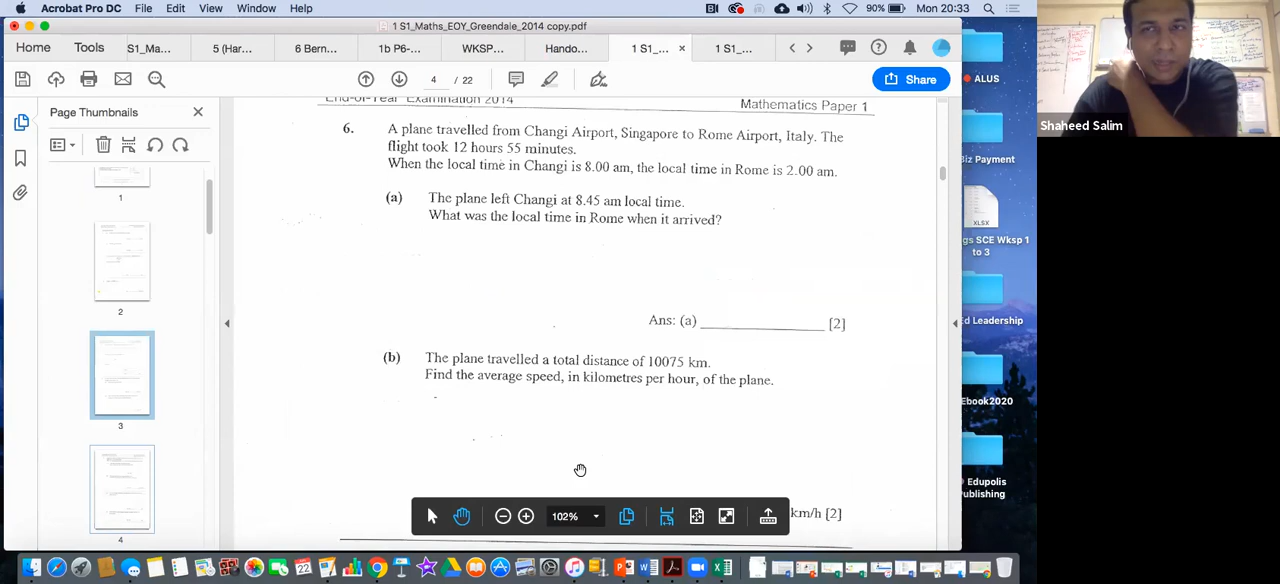 Acrobat Pro DC File Edit View Window Help 90% Mon 20:33
1 S1_Maths_EOY_Greendale_2014 copy.pdf
Home Tools S1_Ma... 5 (Har... 6 Bern... 1b P6-... WKSP... Hando... 1 S1_... × 1 S1_...
4 / 22 Share
Page Thumbnails
1
2
3
4
End-of-Year Examination 2014 Mathematics Paper 1
6. A plane travelled from Changi Airport, Singapore to Rome Airport, Italy. The
flight took 12 hours 55 minutes.
When the local time in Changi is 8.00 am, the local time in Rome is 2.00 am.
(a) The plane left Changi at 8.45 am local time.
What was the local time in Rome when it arrived?
Ans: (a) ____________ [2]
(b) The plane travelled a total distance of 10075 km.
Find the average speed, in kilometres per hour, of the plane.
km/h [2]
102%
ALUS
Biz Payment
XLSX
gs SCE Wksp 1
to 3
Ed Leadership
Ebook2020
Edupolis
Publishing
Shaheed Salim